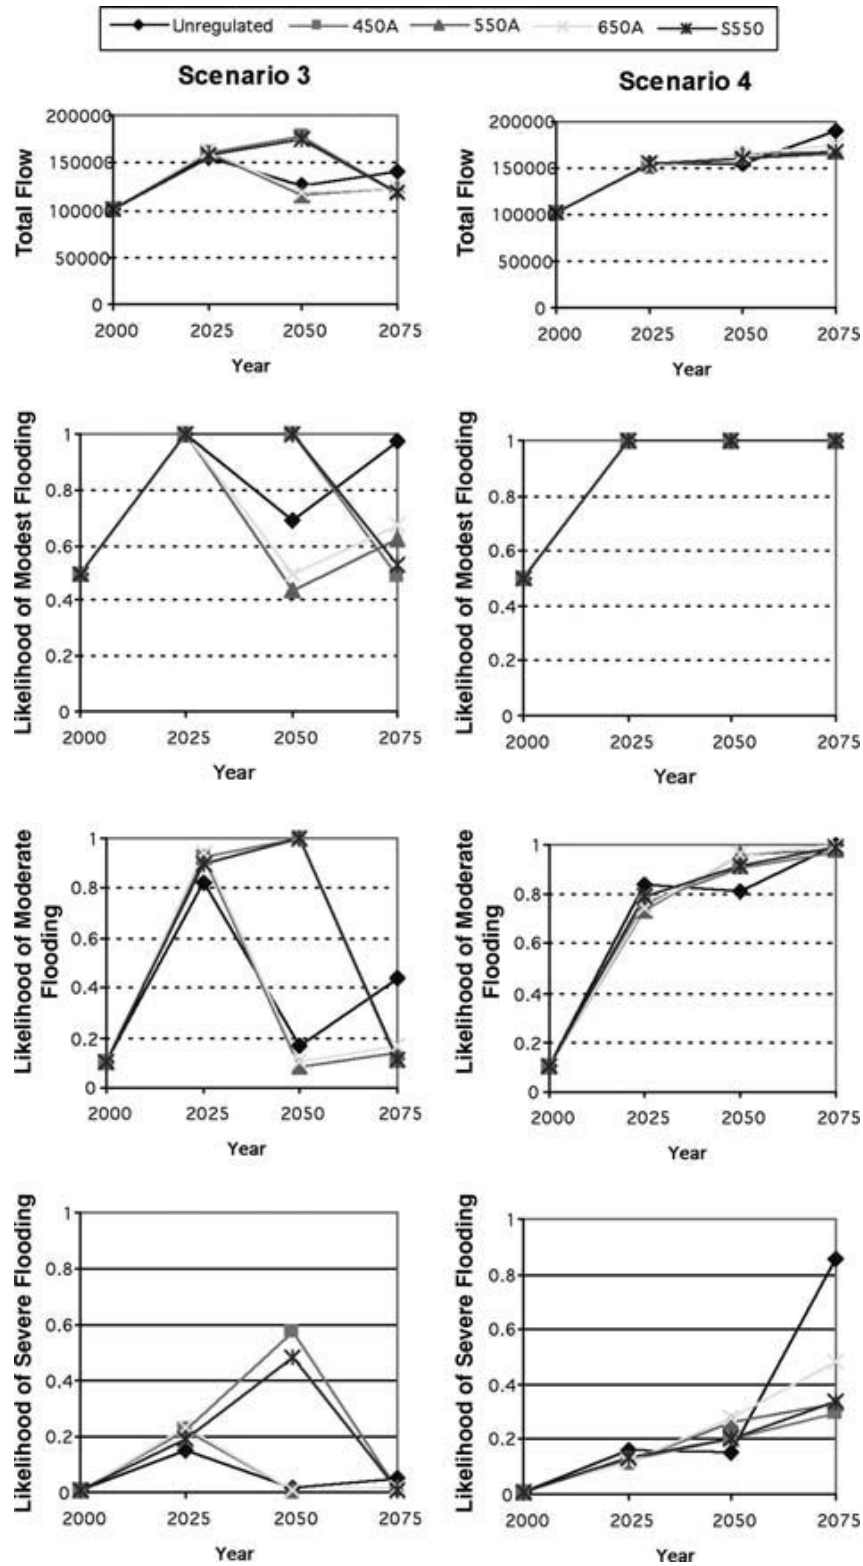 Unregulated 450A 550A 650A S550
Scenario 3
Total Flow
200000
150000
100000
50000
0
2000 2025 2050 2075
Year
Scenario 4
Total Flow
200000
150000
100000
50000
0
2000 2025 2050 2075
Year
Likelihood of Modest Flooding
1
0.8
0.6
0.4
0.2
0
2000 2025 2050 2075
Year
Likelihood of Modest Flooding
1
0.8
0.6
0.4
0.2
0
2000 2025 2050 2075
Year
Likelihood of Moderate
Flooding
1
0.8
0.6
0.4
0.2
0
2000 2025 2050 2075
Year
Likelihood of Moderate
Flooding
1
0.8
0.6
0.4
0.2
0
2000 2025 2050 2075
Year
Likelihood of Severe Flooding
1
0.8
0.6
0.4
0.2
0
2000 2025 2050 2075
Year
Likelihood of Severe Flooding
1
0.8
0.6
0.4
0.2
0
2000 2025 2050 2075
Year